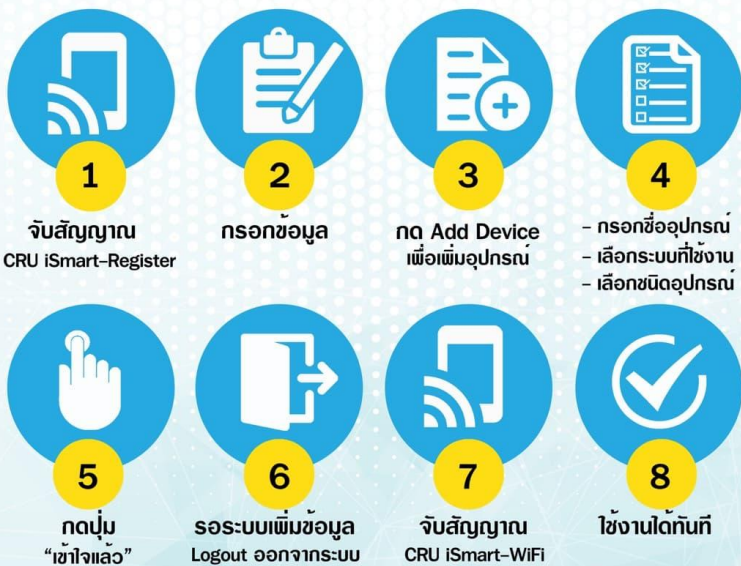 1
จับสัญญาณ
CRU iSmart-Register
2
กรอกข้อมูล
3
กด Add Device
เพื่อเพิ่มอุปกรณ์
4
- กรอกชื่ออุปกรณ์
- เลือกระบบที่ใช้งาน
- เลือกชนิดอุปกรณ์
5
กดปุ่ม
“เข้าใจแล้ว”
6
รอระบบเพิ่มข้อมูล
Logout ออกจากระบบ
7
จับสัญญาณ
CRU iSmart-WiFi
8
ใช้งานได้ทันที